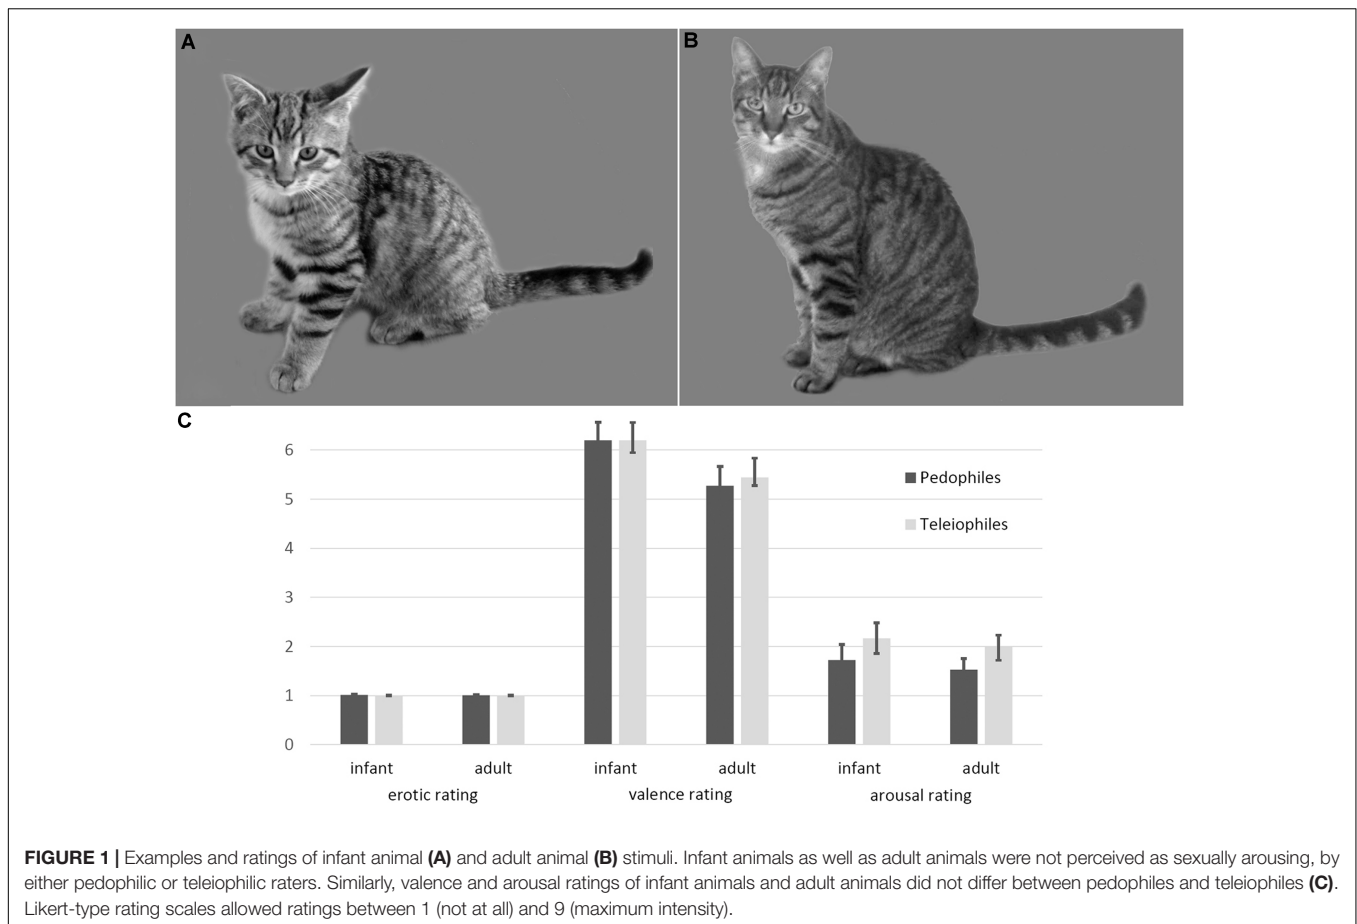 A
B
C
6
5
4
3
2
1
0
Pedophiles
Teleiophiles
infant
adult
infant
adult
infant
adult
erotic rating
valence rating
arousal rating
FIGURE 1 | Examples and ratings of infant animal (A) and adult animal (B) stimuli. Infant animals as well as adult animals were not perceived as sexually arousing, by
either pedophilic or teleiophilic raters. Similarly, valence and arousal ratings of infant animals and adult animals did not differ between pedophiles and teleiophiles (C).
Likert-type rating scales allowed ratings between 1 (not at all) and 9 (maximum intensity).